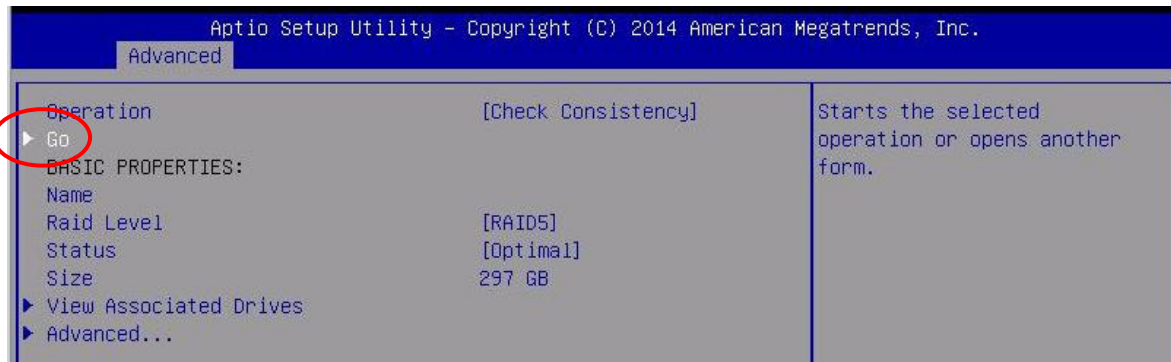 Aptio Setup Utility – Copyright (C) 2014 American Megatrends, Inc.
Advanced
Operation [Check Consistency]
Go
BASIC PROPERTIES:
Name
Raid Level [RAID5]
Status [Optimal]
Size 297 GB
View Associated Drives
Advanced...
Starts the selected
operation or opens another
form.